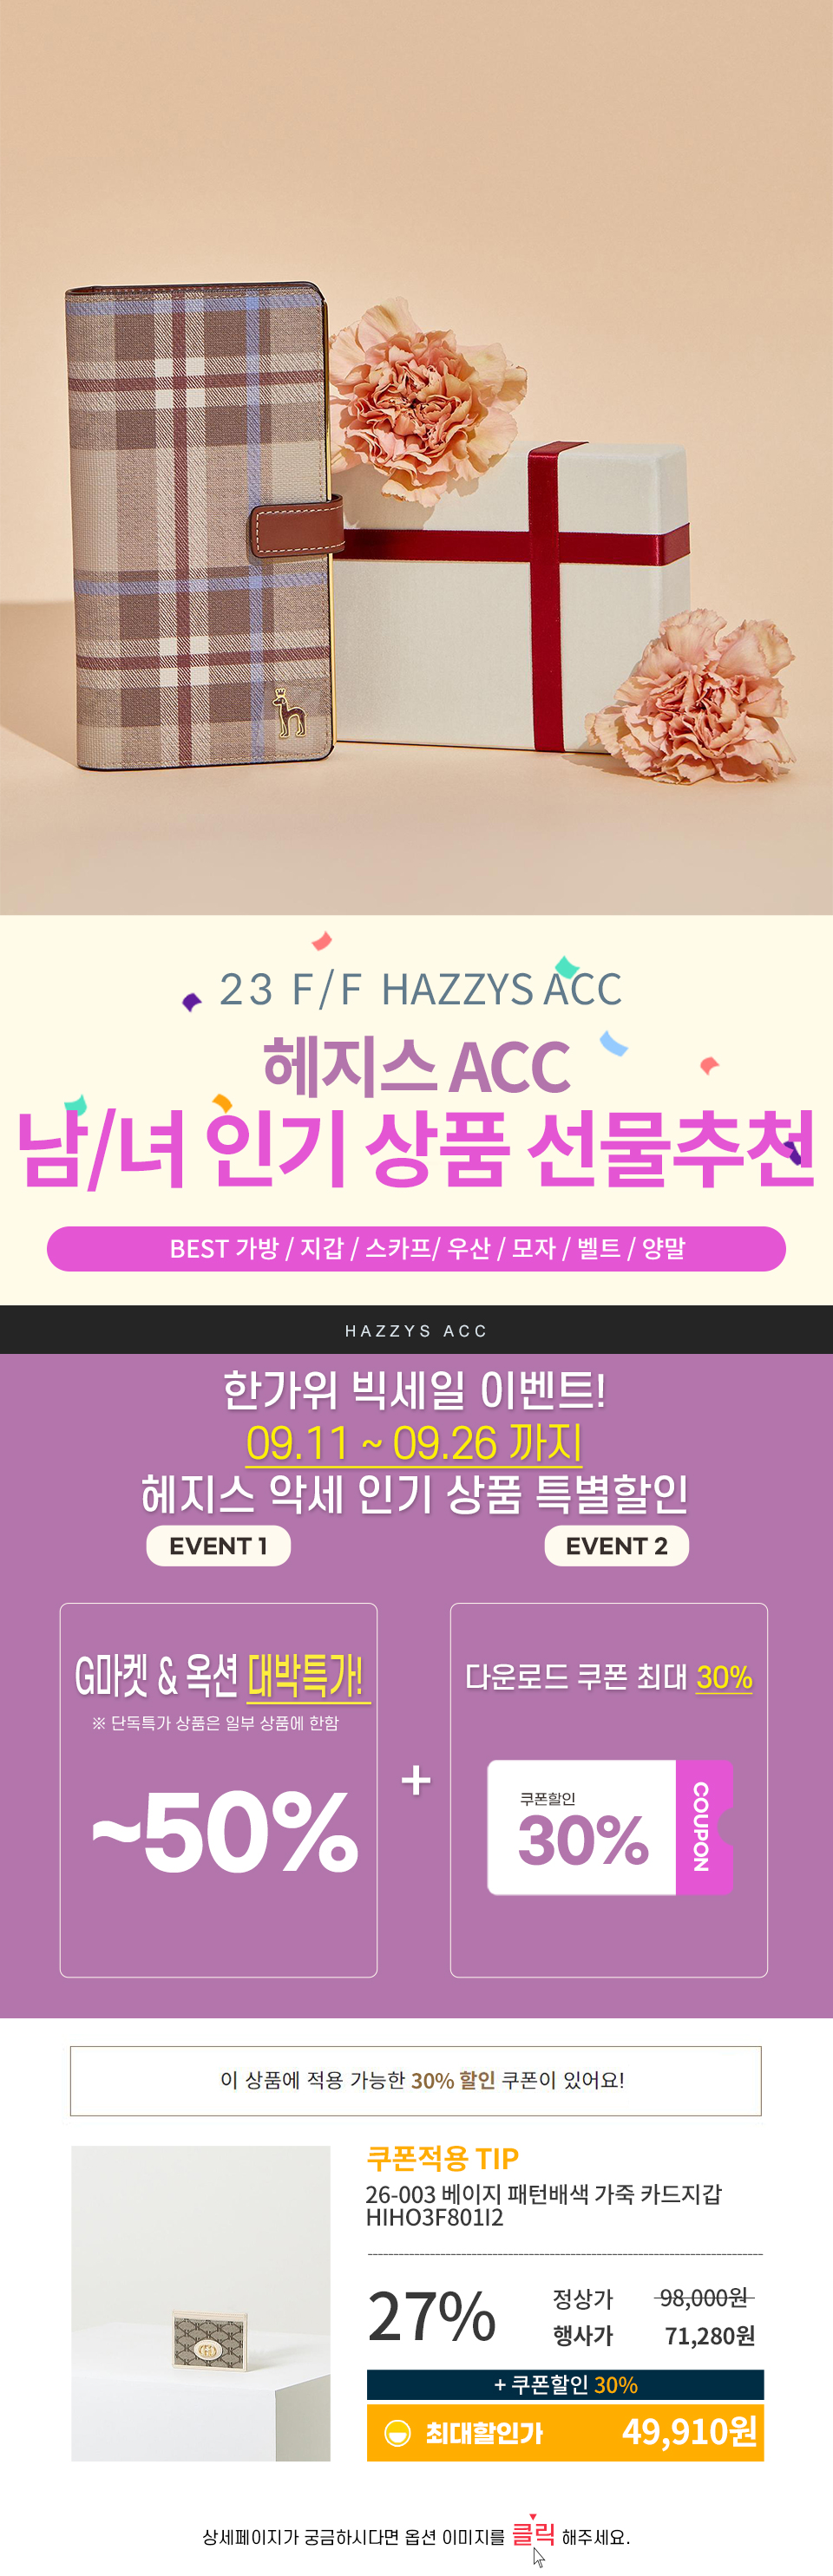 23 F/F HAZZYS ACC
헤지스 ACC
남/녀 인기 상품 선물추천
BEST 가방 / 지갑 / 스카프/ 우산 / 모자 / 벨트 / 양말
HAZZYS ACC
한가위 빅세일 이벤트!
09.11 ~ 09.26 까지
헤지스 악세 인기 상품 특별할인
EVENT 1
EVENT 2
G마켓 & 옥션 대박특가!
※ 단독특가 상품은 일부 상품에 한함
~50%
+
다운로드 쿠폰 최대 30%
쿠폰할인
30%
COUPON
이 상품에 적용 가능한 30% 할인 쿠폰이 있어요!
쿠폰적용 TIP
26-003 베이지 패턴배색 가죽 카드지갑
HIHO3F801I2
27%
정상가 98,000원
행사가 71,280원
+ 쿠폰할인 30%
최대할인가 49,910원
상세페이지가 궁금하시다면 옵션 이미지를 클릭 해주세요.